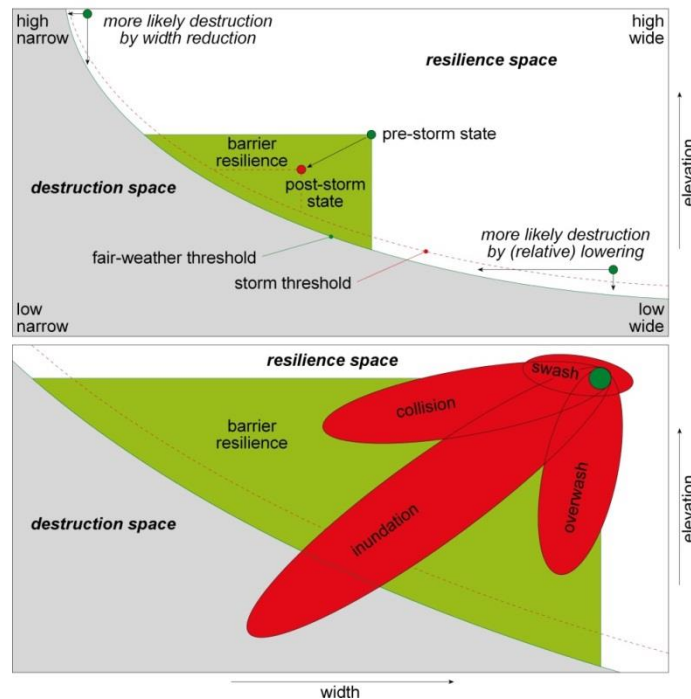 high
narrow
more likely destruction
by width reduction
high
wide
resilience space
barrier
resilience
pre-storm state
post-storm
state
destruction space
fair-weather threshold
storm threshold
more likely destruction
by (relative) lowering
low
narrow
low
wide
elevation
resilience space
swash
collision
barrier
resilience
overwash
inundation
destruction space
elevation
width